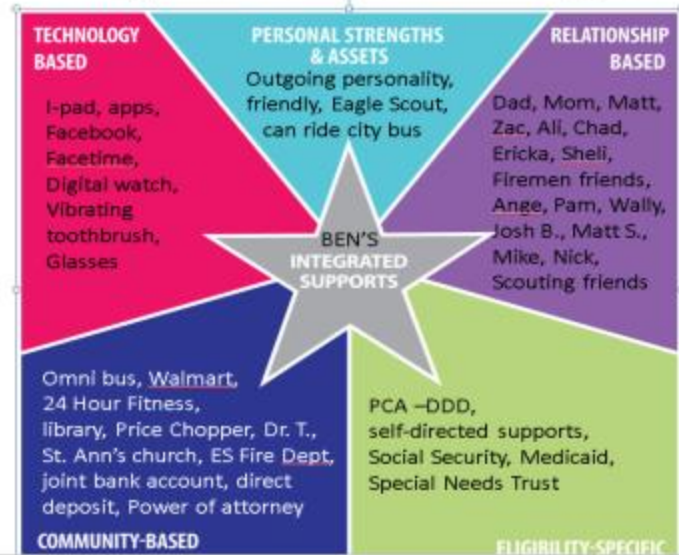 TECHNOLOGY
BASED
I-pad, apps,
Facebook,
Facetime,
Digital watch,
Vibrating
toothbrush,
Glasses
PERSONAL STRENGTHS
& ASSETS
Outgoing personality,
friendly, Eagle Scout,
can ride city bus
RELATIONSHIP
BASED
Dad, Mom, Matt,
Zac, Ali, Chad,
Ericka, Sheli,
Firemen friends,
Ange, Pam, Wally,
Josh B., Matt S.,
Mike, Nick,
Scouting friends
BEN'S
INTEGRATED
SUPPORTS
Omni bus, Walmart,
24 Hour Fitness,
library, Price Chopper, Dr. T.,
St. Ann's church, ES Fire Dept,
joint bank account, direct
deposit, Power of attorney
COMMUNITY-BASED
PCA –DDD,
self-directed supports,
Social Security, Medicaid,
Special Needs Trust
ELIGIBILITY-SPECIFIC